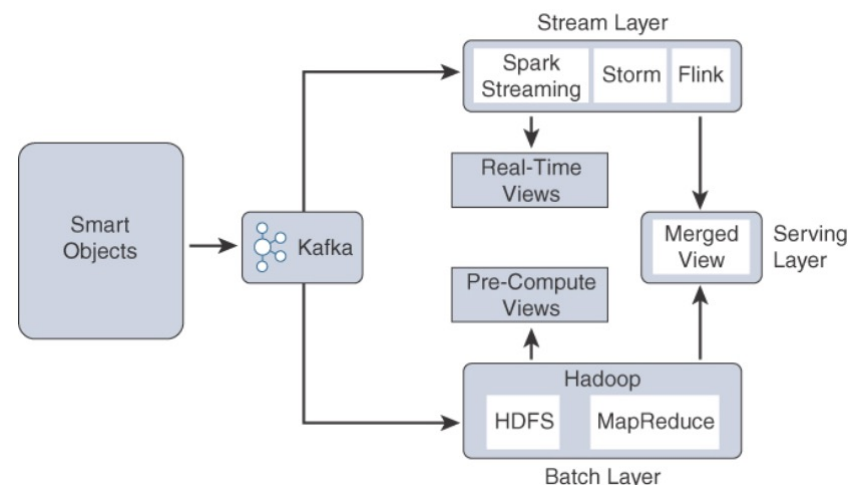 Stream Layer
Spark
Streaming
Storm
Flink
Real-Time
Views
Smart
Objects
Kafka
Merged
View
Serving
Layer
Pre-Compute
Views
Hadoop
HDFS
MapReduce
Batch Layer